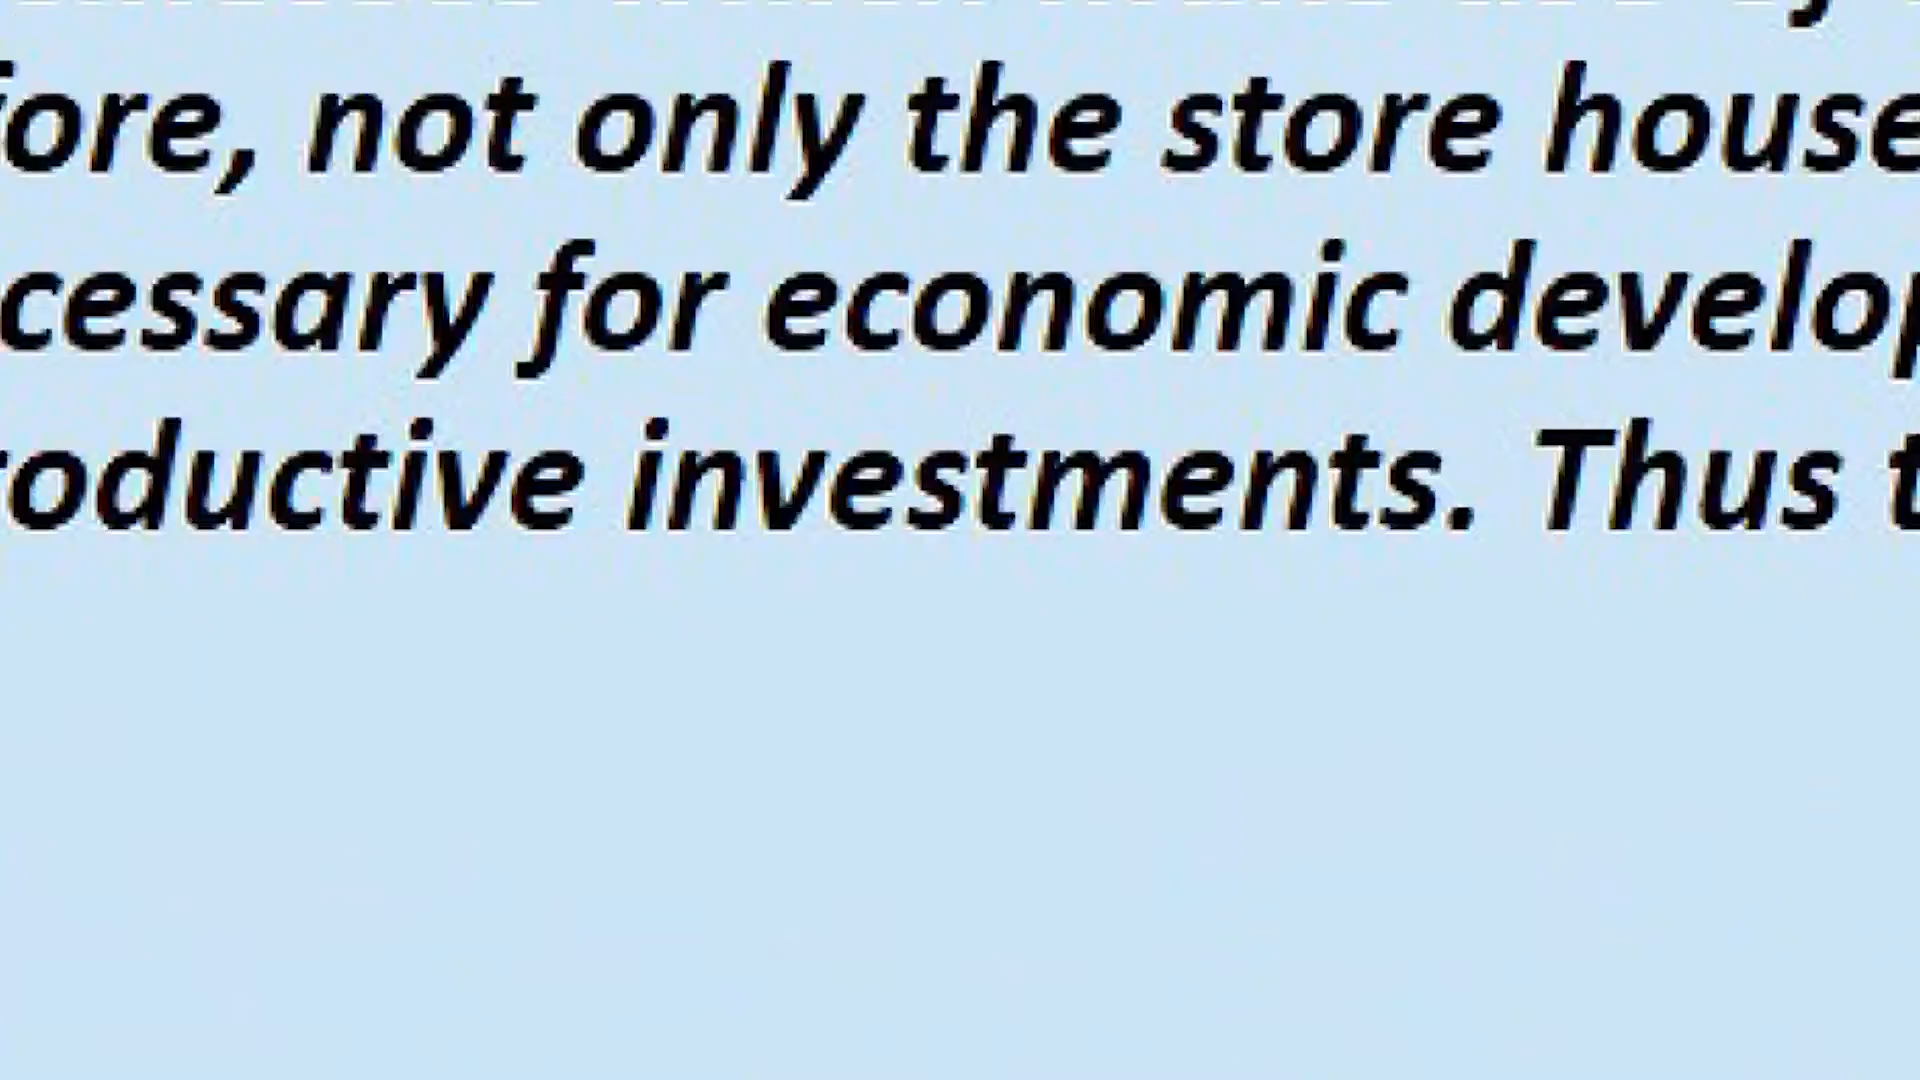 fore, not only the store house
cessary for economic develop
roductive investments. Thus t